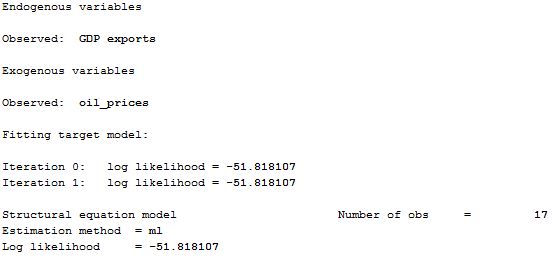 Endogenous variables
Observed:  GDP exports
Exogenous variables
Observed:  oil_prices
Fitting target model:
Iteration 0:   log likelihood = -51.818107
Iteration 1:   log likelihood = -51.818107
Structural equation model                       Number of obs     =         17
Estimation method  = ml
Log likelihood     = -51.818107